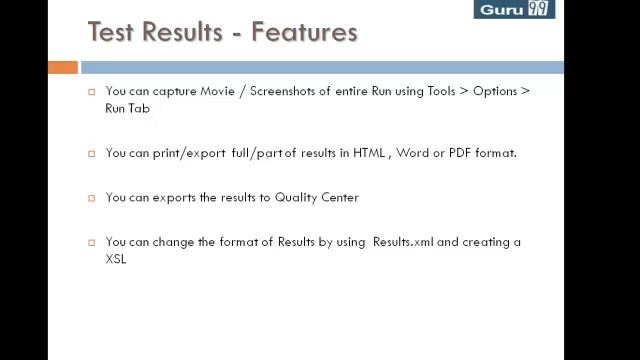 Guru 99
Test Results - Features
You can capture Movie / Screenshots of entire Run using Tools > Options >
Run Tab
You can print/export full/part of results in HTML , Word or PDF format.
You can exports the results to Quality Center
You can change the format of Results by using Results.xml and creating a
XSL